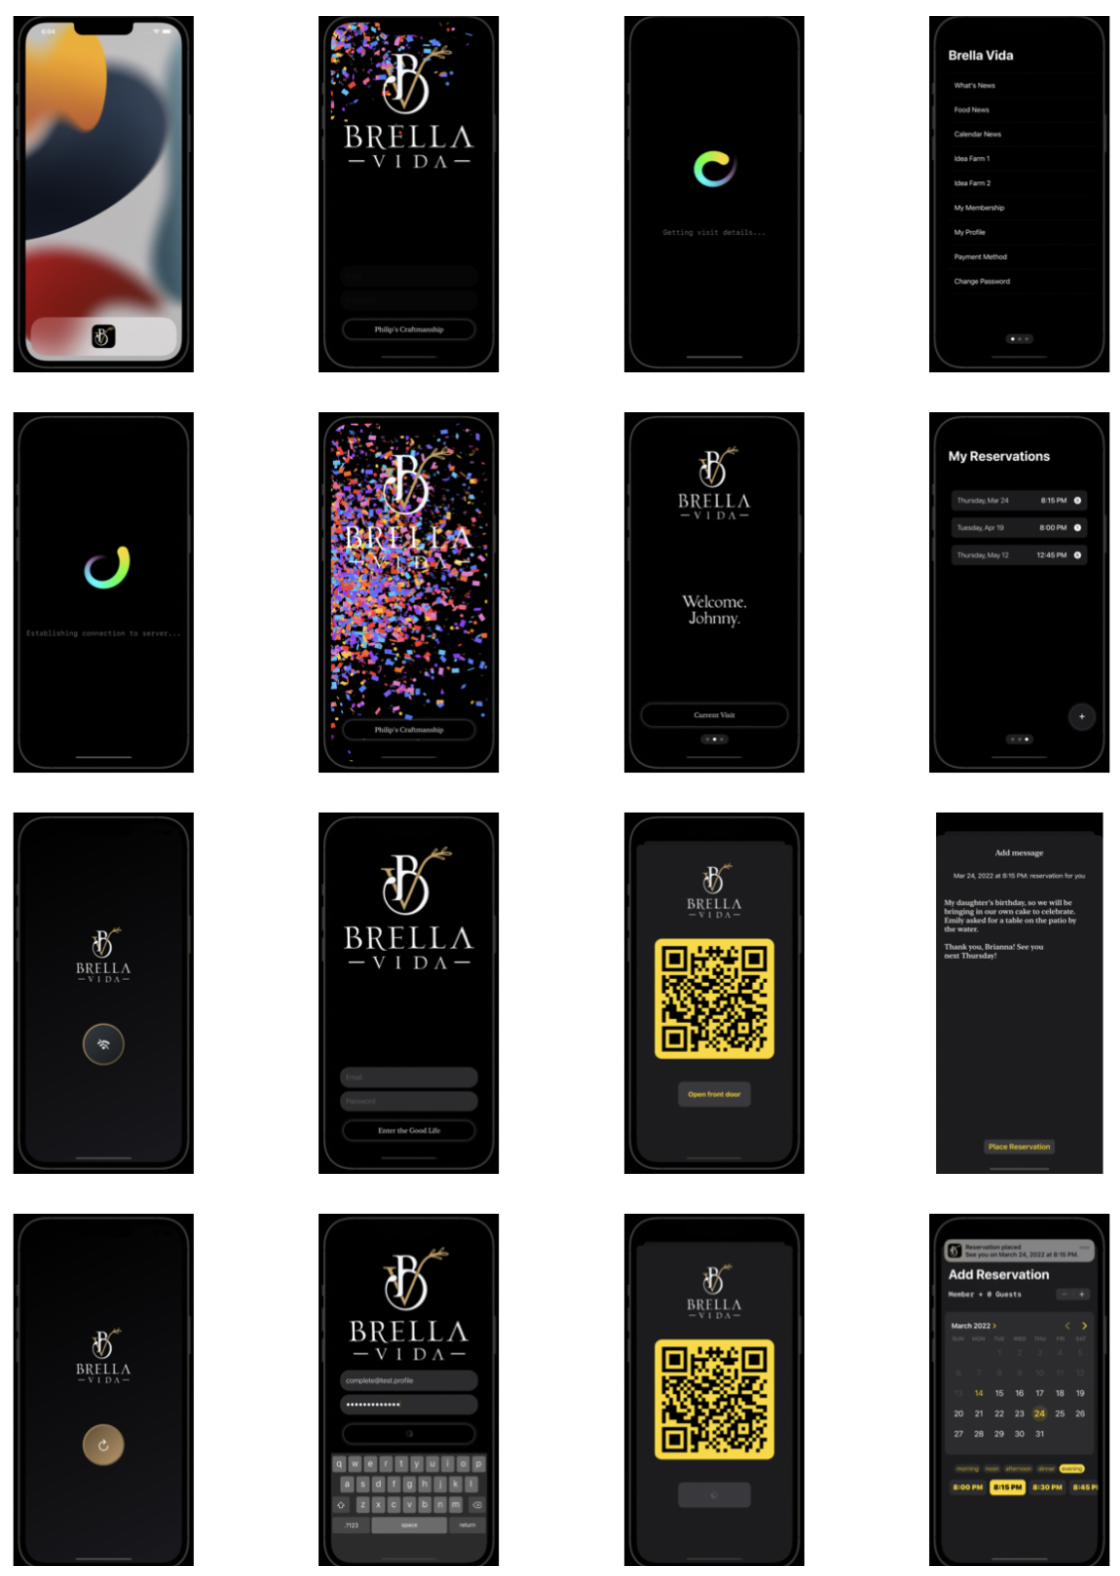 6:04
BRELLA
VIDA
Philip's Craftmanship
Getting visit details...
Brella Vida
What's News
Food News
Calendar News
Idea Farm 1
Idea Farm 2
My Membership
My Profile
Payment Method
Change Password
Establishing connection to server...
BRELLA
VIDA
Philip's Craftmanship
BRELLA
VIDA
Welcome.
Johnny.
Current Visit
My Reservations
Thursday, Mar 24 8:15 PM
Tuesday, Apr 19 8:00 PM
Thursday, May 12 12:45 PM
+
BRELLA
VIDA
BRELLA
VIDA
Email
Password
Enter the Good Life
BRELLA
VIDA
Open front door
Add message
Mar 24, 2022 at 8:15 PM: reservation for you
My daughter's birthday, so we will be
bringing in our own cake to celebrate.
Emily asked for a table on the patio by
the water.
Thank you, Brianna! See you
next Thursday!
Place Reservation
BRELLA
VIDA
BRELLA
VIDA
complete@test.profile
•••••••••••••
q w e r t y u i o p
a s d f g h j k l
z x c v b n m
.?123 space return
BRELLA
VIDA
Reservation placed now
See you on March 24, 2022 at 8:15 PM.
Add Reservation
Member + 0 Guests − +
March 2022 >
SUN MON TUE WED THU FRI SAT
1 2 3 4 5
6 7 8 9 10 11 12
13 14 15 16 17 18 19
20 21 22 23 24 25 26
27 28 29 30 31
morning noon afternoon dinner evening
8:00 PM 8:15 PM 8:30 PM 8:45 P